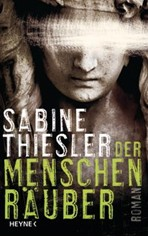 SABINE
THIESLER
DER
MENSCHEN
RÄUBER
ROMAN
HEYNE<